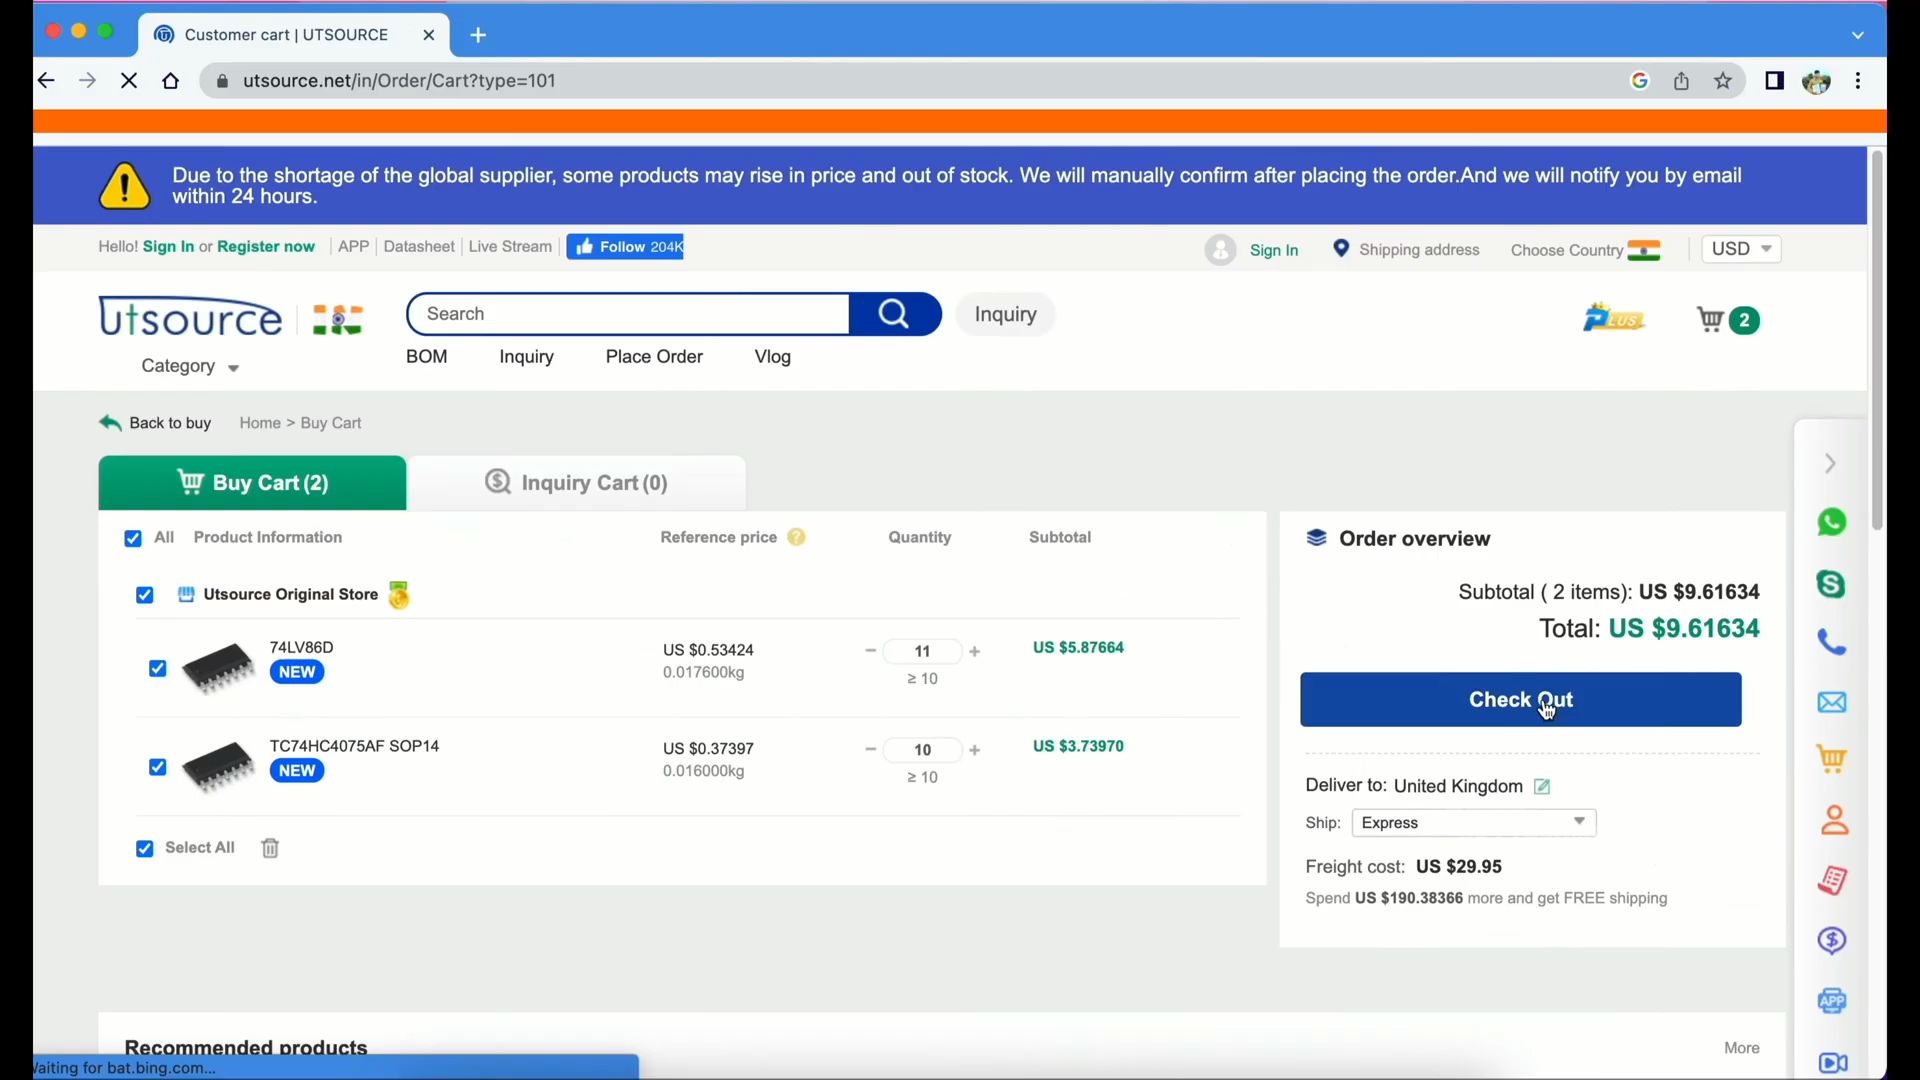 Customer cart | UTSOURCE
utsource.net/in/Order/Cart?type=101
Due to the shortage of the global supplier, some products may rise in price and out of stock. We will manually confirm after placing the order.And we will notify you by email
within 24 hours.
Hello! Sign In or Register now | APP | Datasheet | Live Stream | Follow 204K
Sign In Shipping address Choose Country USD
utsource
Search
Inquiry
PLUS
2
Category
BOM Inquiry Place Order Vlog
Back to buy Home > Buy Cart
Buy Cart (2) Inquiry Cart (0)
All Product Information Reference price ? Quantity Subtotal
Utsource Original Store
74LV86D
NEW
US $0.53424
0.017600kg
− 11 +
≥ 10
US $5.87664
TC74HC4075AF SOP14
NEW
US $0.37397
0.016000kg
− 10 +
≥ 10
US $3.73970
Select All
Order overview
Subtotal ( 2 items): US $9.61634
Total: US $9.61634
Check Out
Deliver to: United Kingdom
Ship: Express
Freight cost: US $29.95
Spend US $190.38366 more and get FREE shipping
APP
Recommended products
More
Waiting for bat.bing.com...